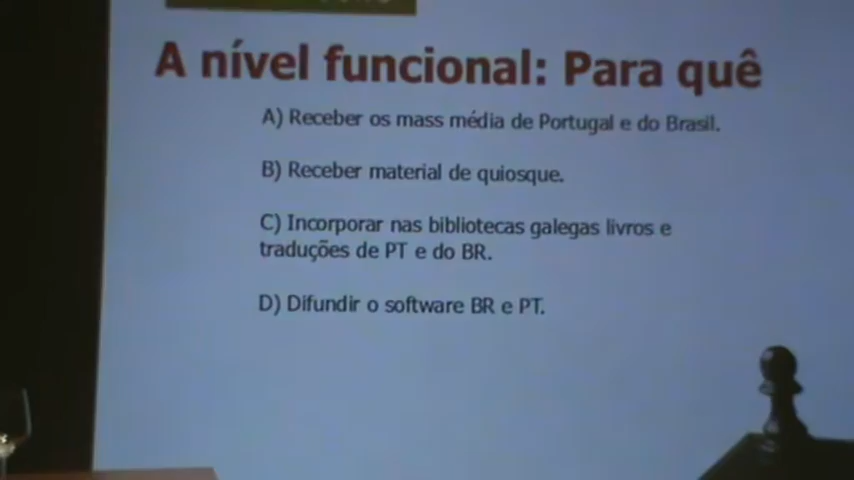 A nível funcional: Para quê
A) Receber os mass média de Portugal e do Brasil.
B) Receber material de quiosque.
C) Incorporar nas bibliotecas galegas livros e
traduções de PT e do BR.
D) Difundir o software BR e PT.